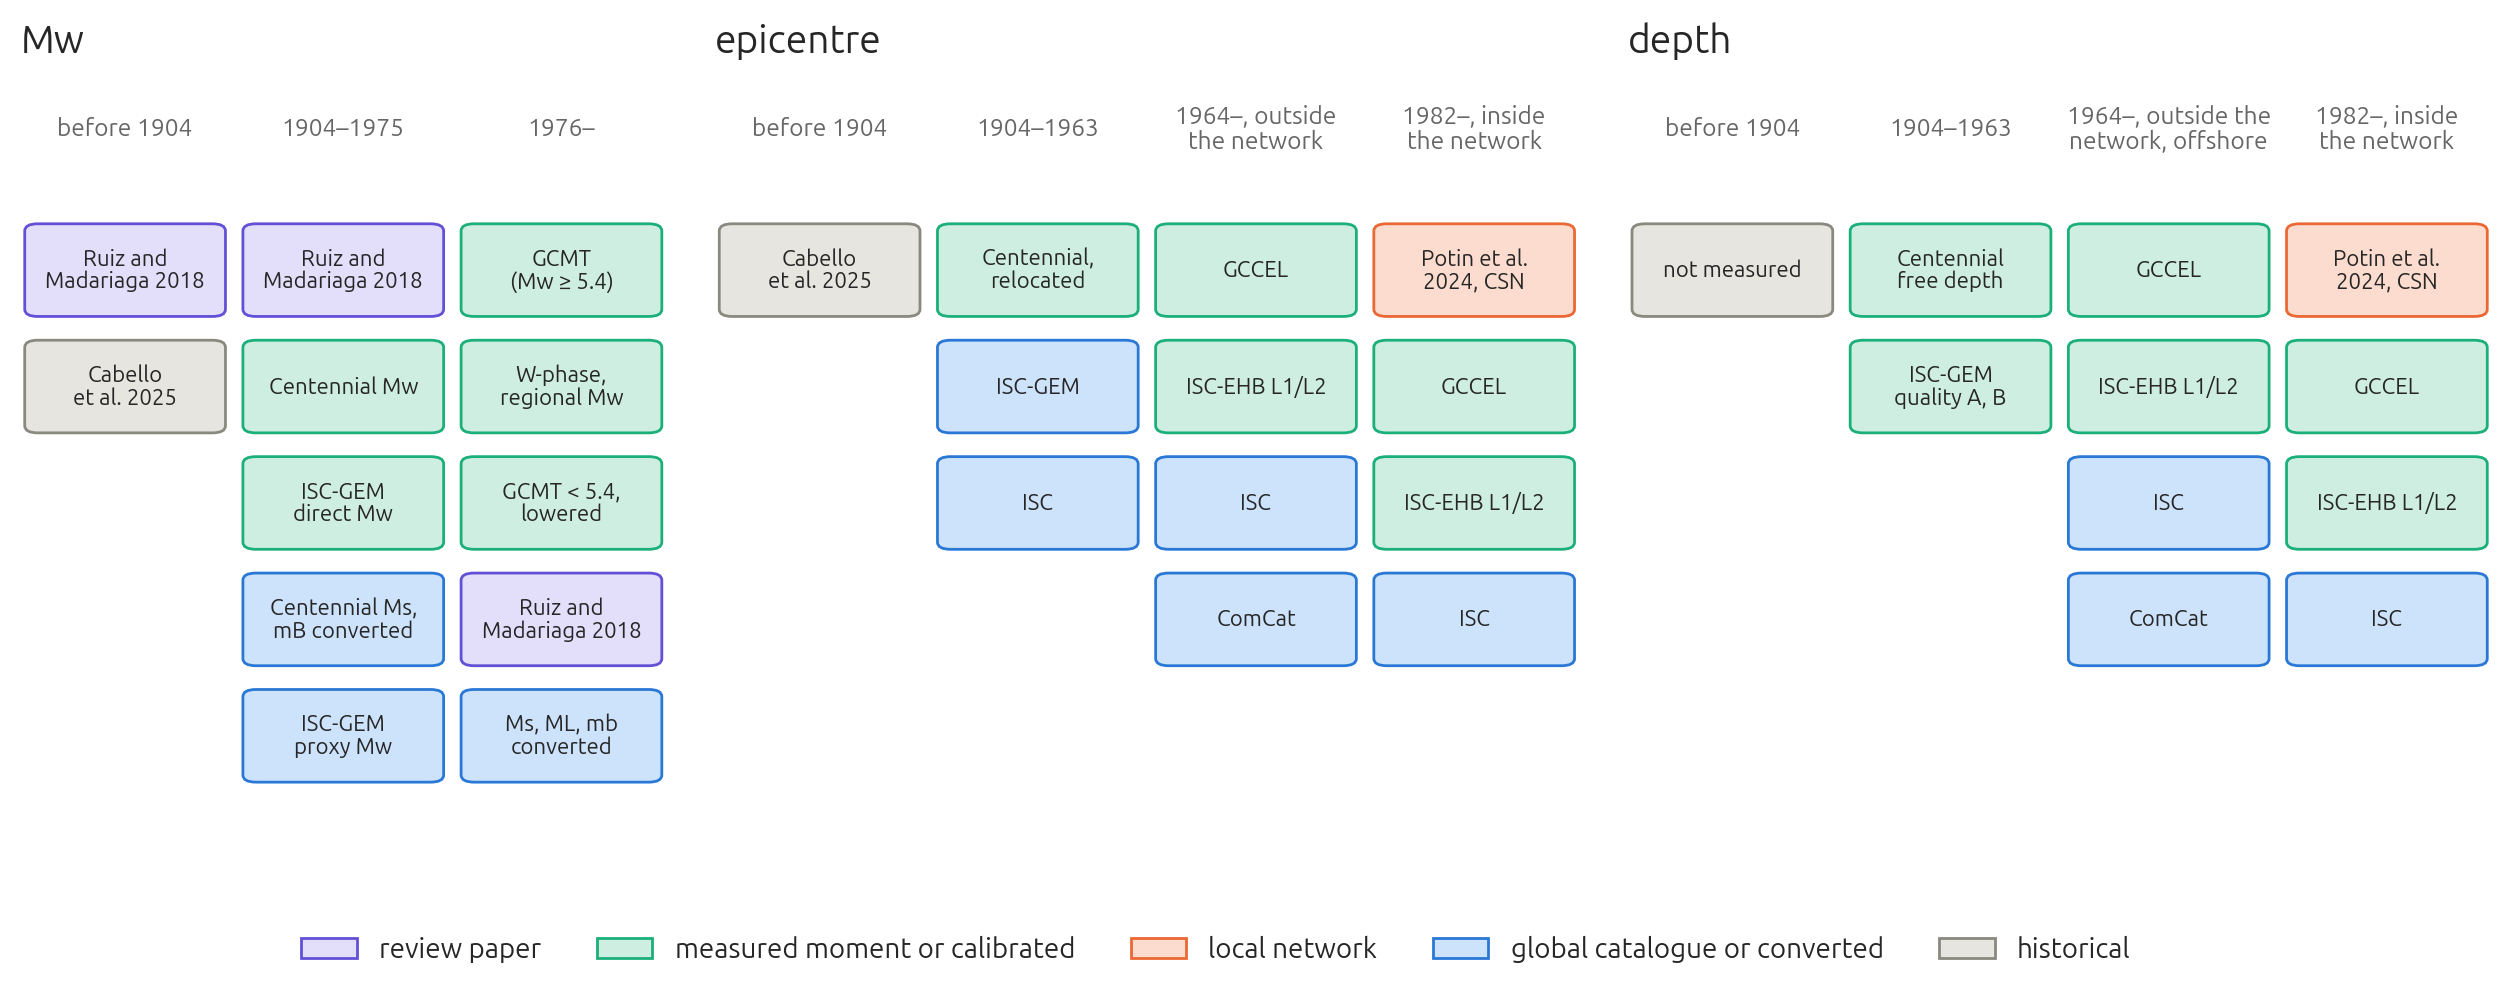 Mw
before 1904
1904–1975
1976–
Ruiz and
Madariaga 2018
Ruiz and
Madariaga 2018
GCMT
(Mw ≥ 5.4)
Cabello
et al. 2025
Centennial Mw
W-phase,
regional Mw
ISC-GEM
direct Mw
GCMT < 5.4,
lowered
Centennial Ms,
mB converted
Ruiz and
Madariaga 2018
ISC-GEM
proxy Mw
Ms, ML, mb
converted
epicentre
before 1904
1904–1963
1964–, outside
the network
1982–, inside
the network
Cabello
et al. 2025
Centennial,
relocated
GCCEL
Potin et al.
2024, CSN
ISC-GEM
ISC-EHB L1/L2
GCCEL
ISC
ISC
ISC-EHB L1/L2
ComCat
ISC
depth
before 1904
1904–1963
1964–, outside the
network, offshore
1982–, inside
the network
not measured
Centennial
free depth
GCCEL
Potin et al.
2024, CSN
ISC-GEM
quality A, B
ISC-EHB L1/L2
GCCEL
ISC
ISC-EHB L1/L2
ComCat
ISC
review paper
measured moment or calibrated
local network
global catalogue or converted
historical